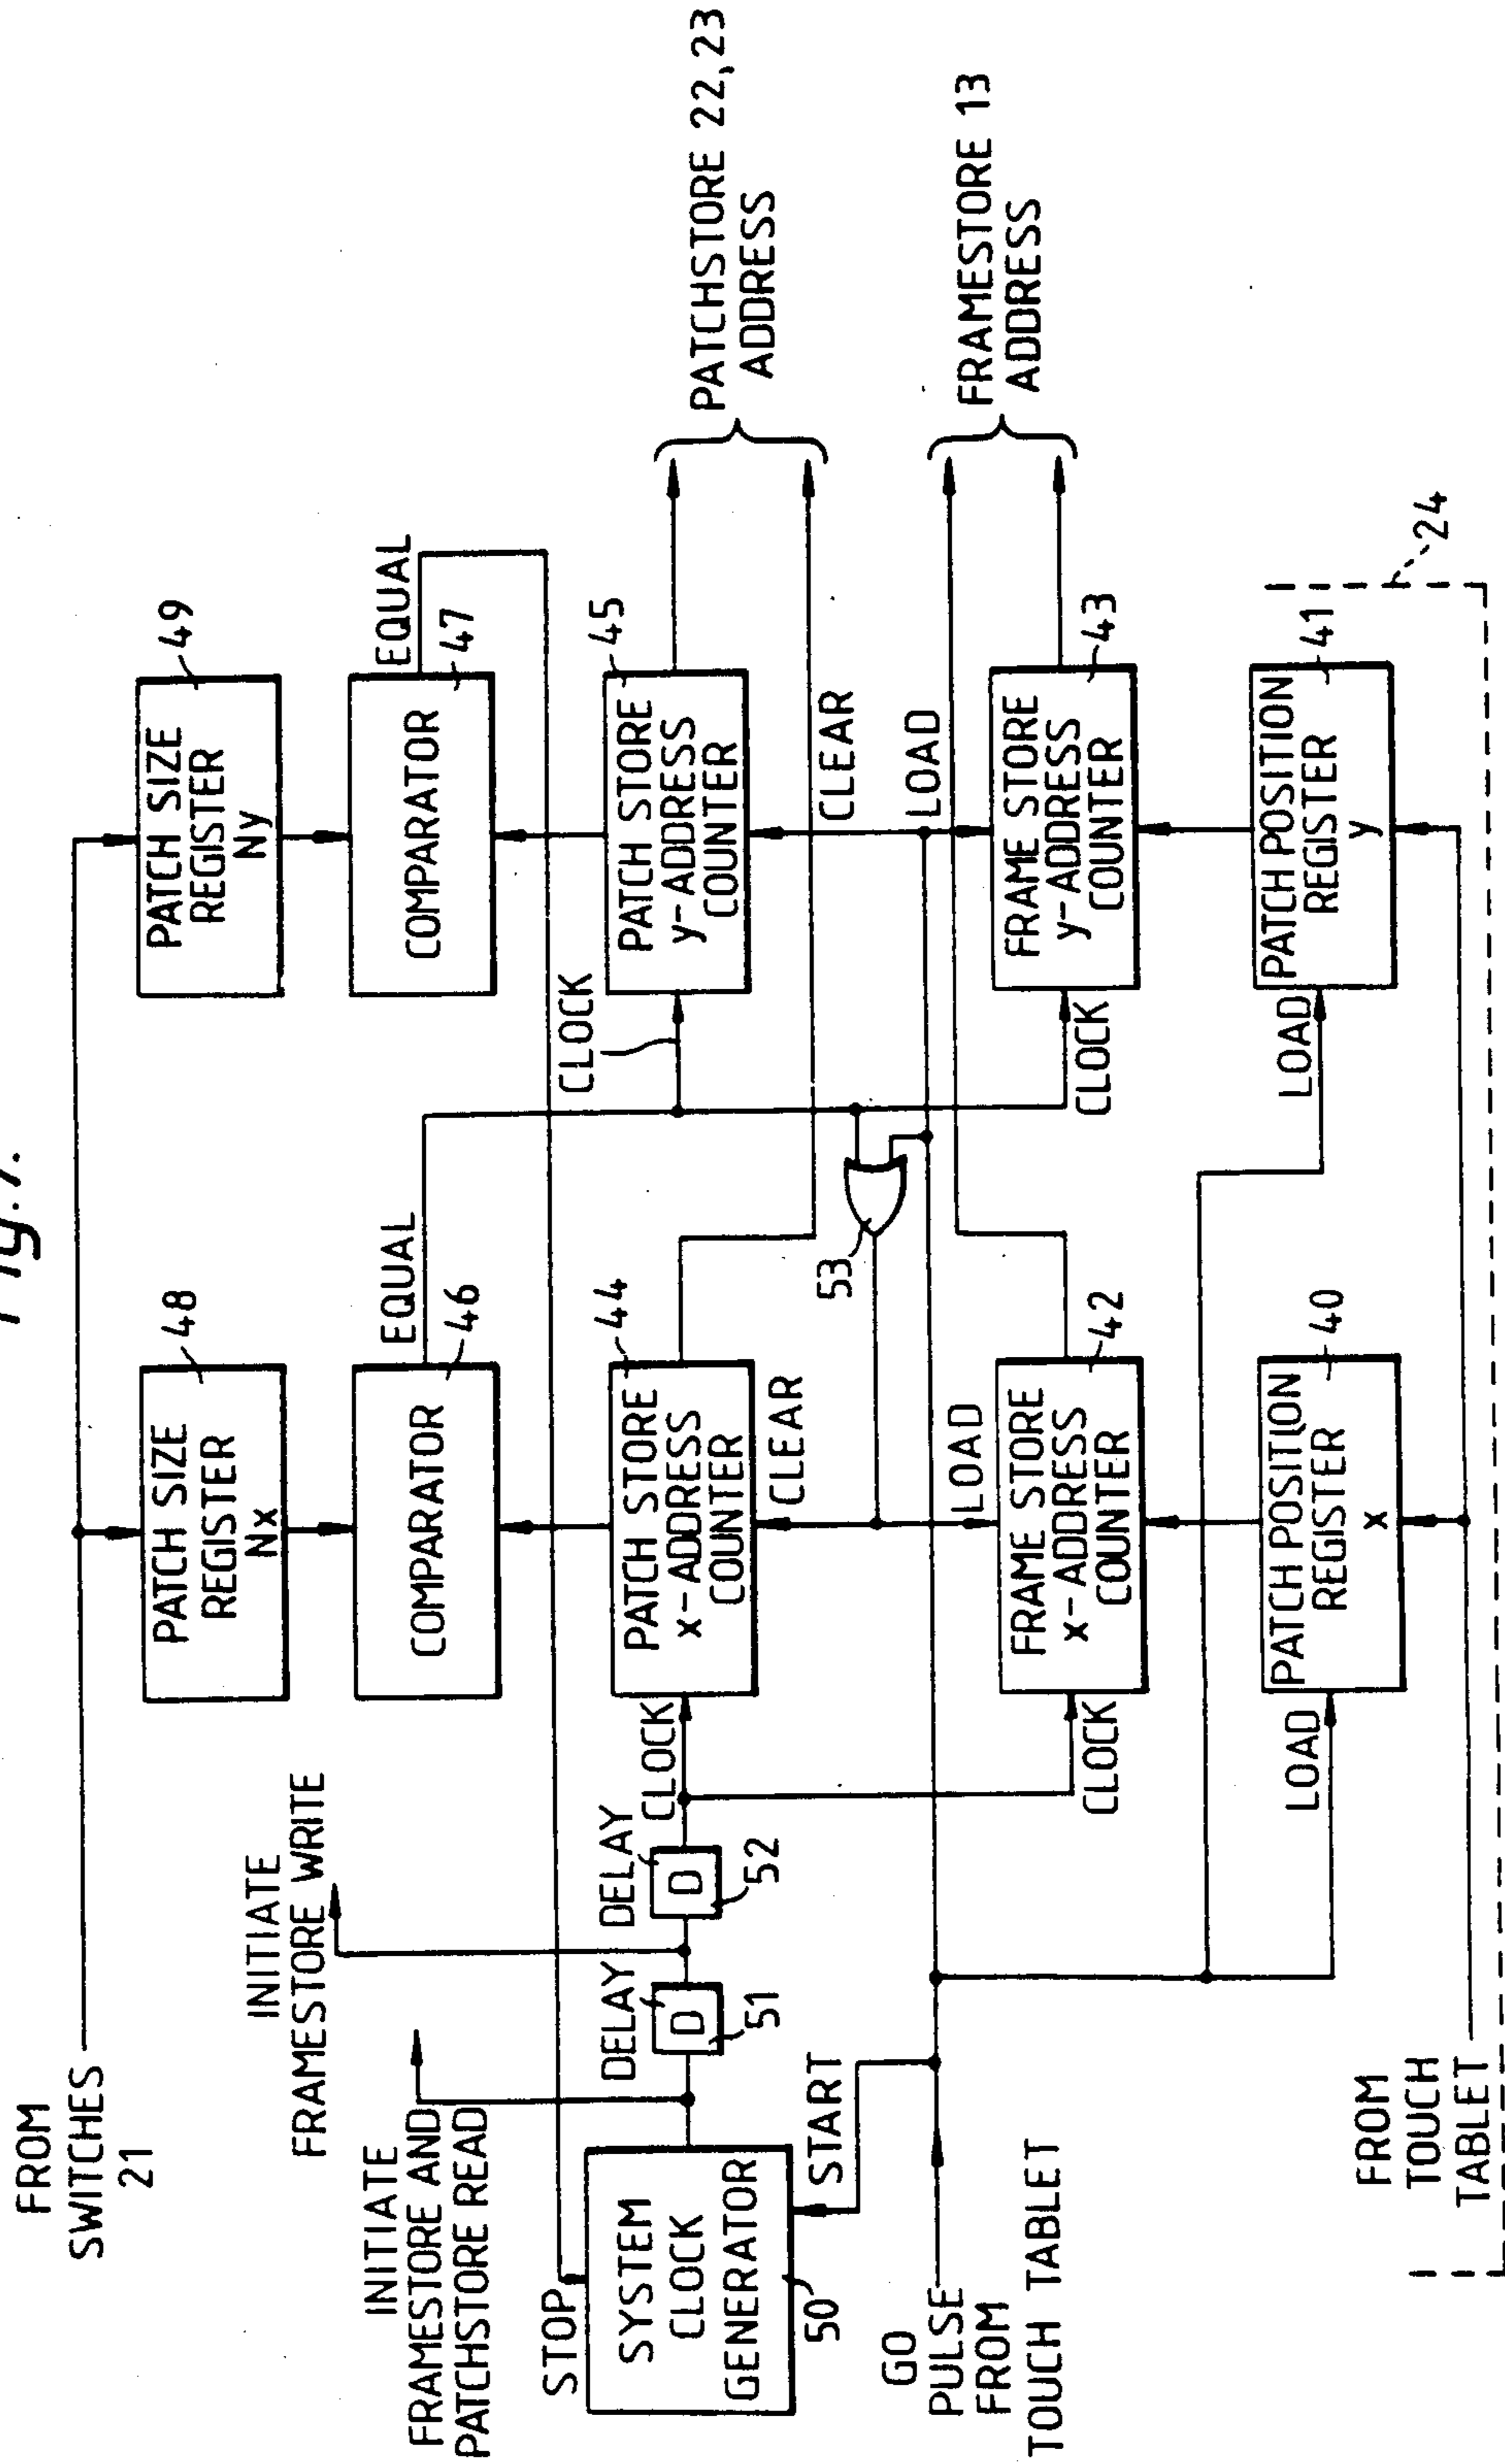 Fig.7.
FROM
SWITCHES
21
INITIATE
FRAMESTORE WRITE
INITIATE
FRAMESTORE AND
PATCHSTORE READ
STOP
SYSTEM
CLOCK
GENERATOR
50
START
GO
PULSE
FROM
TOUCH TABLET
DELAY
D
51
DELAY
D
52
CLOCK
CLOCK
PATCH SIZE
REGISTER
Nx
48
COMPARATOR
46
EQUAL
PATCH STORE
x-ADDRESS
COUNTER
44
CLEAR
LOAD
FRAME STORE
x-ADDRESS
COUNTER
42
LOAD
PATCH POSITION
REGISTER
x
40
53
PATCH SIZE
REGISTER
Ny
49
COMPARATOR
47
EQUAL
CLOCK
PATCH STORE
y-ADDRESS
COUNTER
45
CLEAR
LOAD
CLOCK
FRAME STORE
y-ADDRESS
COUNTER
43
LOAD
PATCH POSITION
REGISTER
y
41
PATCHSTORE 22,23
ADDRESS
FRAMESTORE 13
ADDRESS
24
FROM
TOUCH
TABLET